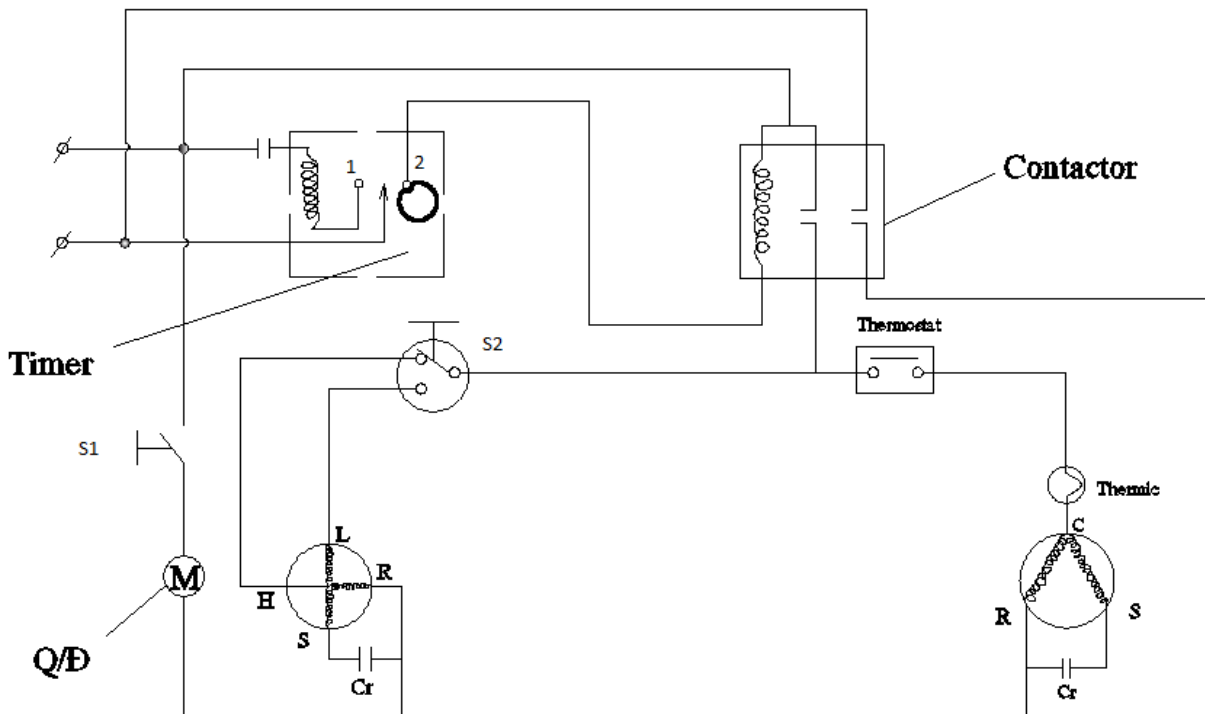 1
2
Contactor
Timer
S2
Thermostat
S1
Thermic
C
L
R
H
S
M
R
S
Cr
Cr
Q/Đ